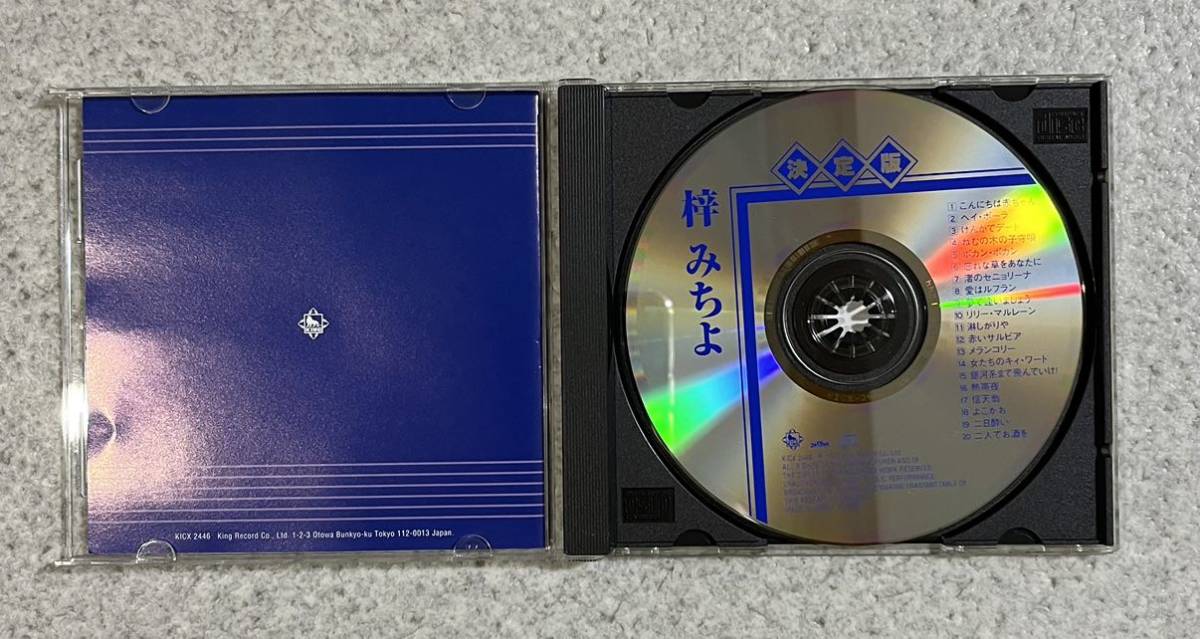 KICX 2446 King Record Co., Ltd. 1-2-3 Otowa Bunkyo-ku Tokyo 112-0013 Japan.
決定版
梓みちよ
1 こんにちは赤ちゃん
2 ヘイ・ポーラ
3 けんかでデート
4 ねむの木の子守唄
5 ポカン・ポカン
6 忘れな草をあなたに
7 渚のセニョリーナ
8 愛はルフラン
9 二人でお酒を
10 リリー・マルレーン
11 淋しがりや
12 赤いサルビア
13 メランコリー
14 女たちのキィ・ワード
15 銀河系まで飛んでいけ!
16 熱帯夜
17 信天翁
18 よこがお
19 二日酔い
20 二人でお酒を
KICX 2446